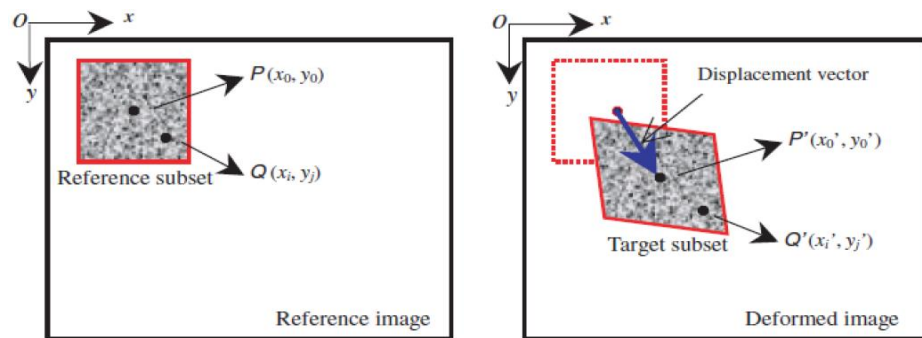 O x
y
P(x₀, y₀)
Reference subset
Q(xᵢ, yⱼ)
Reference image
O x
y
Displacement vector
P'(x₀', y₀')
Target subset
Q'(xᵢ', yⱼ')
Deformed image